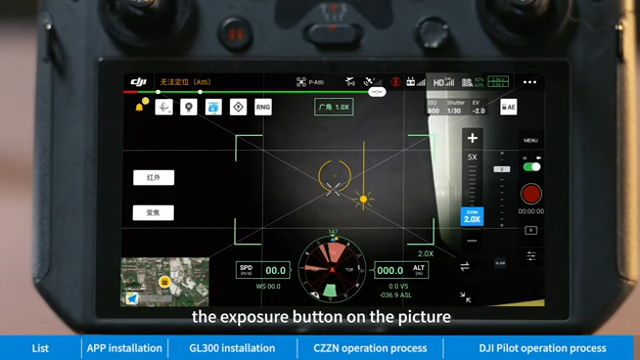 dji 无法定位（Atti） P-Atti HD
RNG 广角 1.0X ISO Shutter EV AE
800 1/30 -2.0
MENU
5X
红外
变焦
ZOOM
2.0X
00:00:00
2.0X
147
SPD 00.0 000.0 ALT
WS 00.0 0.0 VS
-036.9 ASL
the exposure button on the picture
List APP installation GL300 installation CZZN operation process DJI Pilot operation process